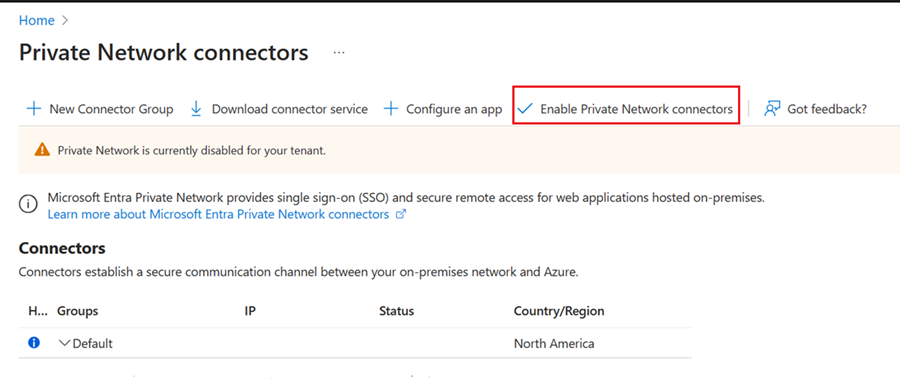 Home
Private Network connectors ...
New Connector Group Download connector service Configure an app Enable Private Network connectors Got feedback?
Private Network is currently disabled for your tenant.
Microsoft Entra Private Network provides single sign-on (SSO) and secure remote access for web applications hosted on-premises.
Learn more about Microsoft Entra Private Network connectors
Connectors
Connectors establish a secure communication channel between your on-premises network and Azure.
H... Groups IP Status Country/Region
Default North America